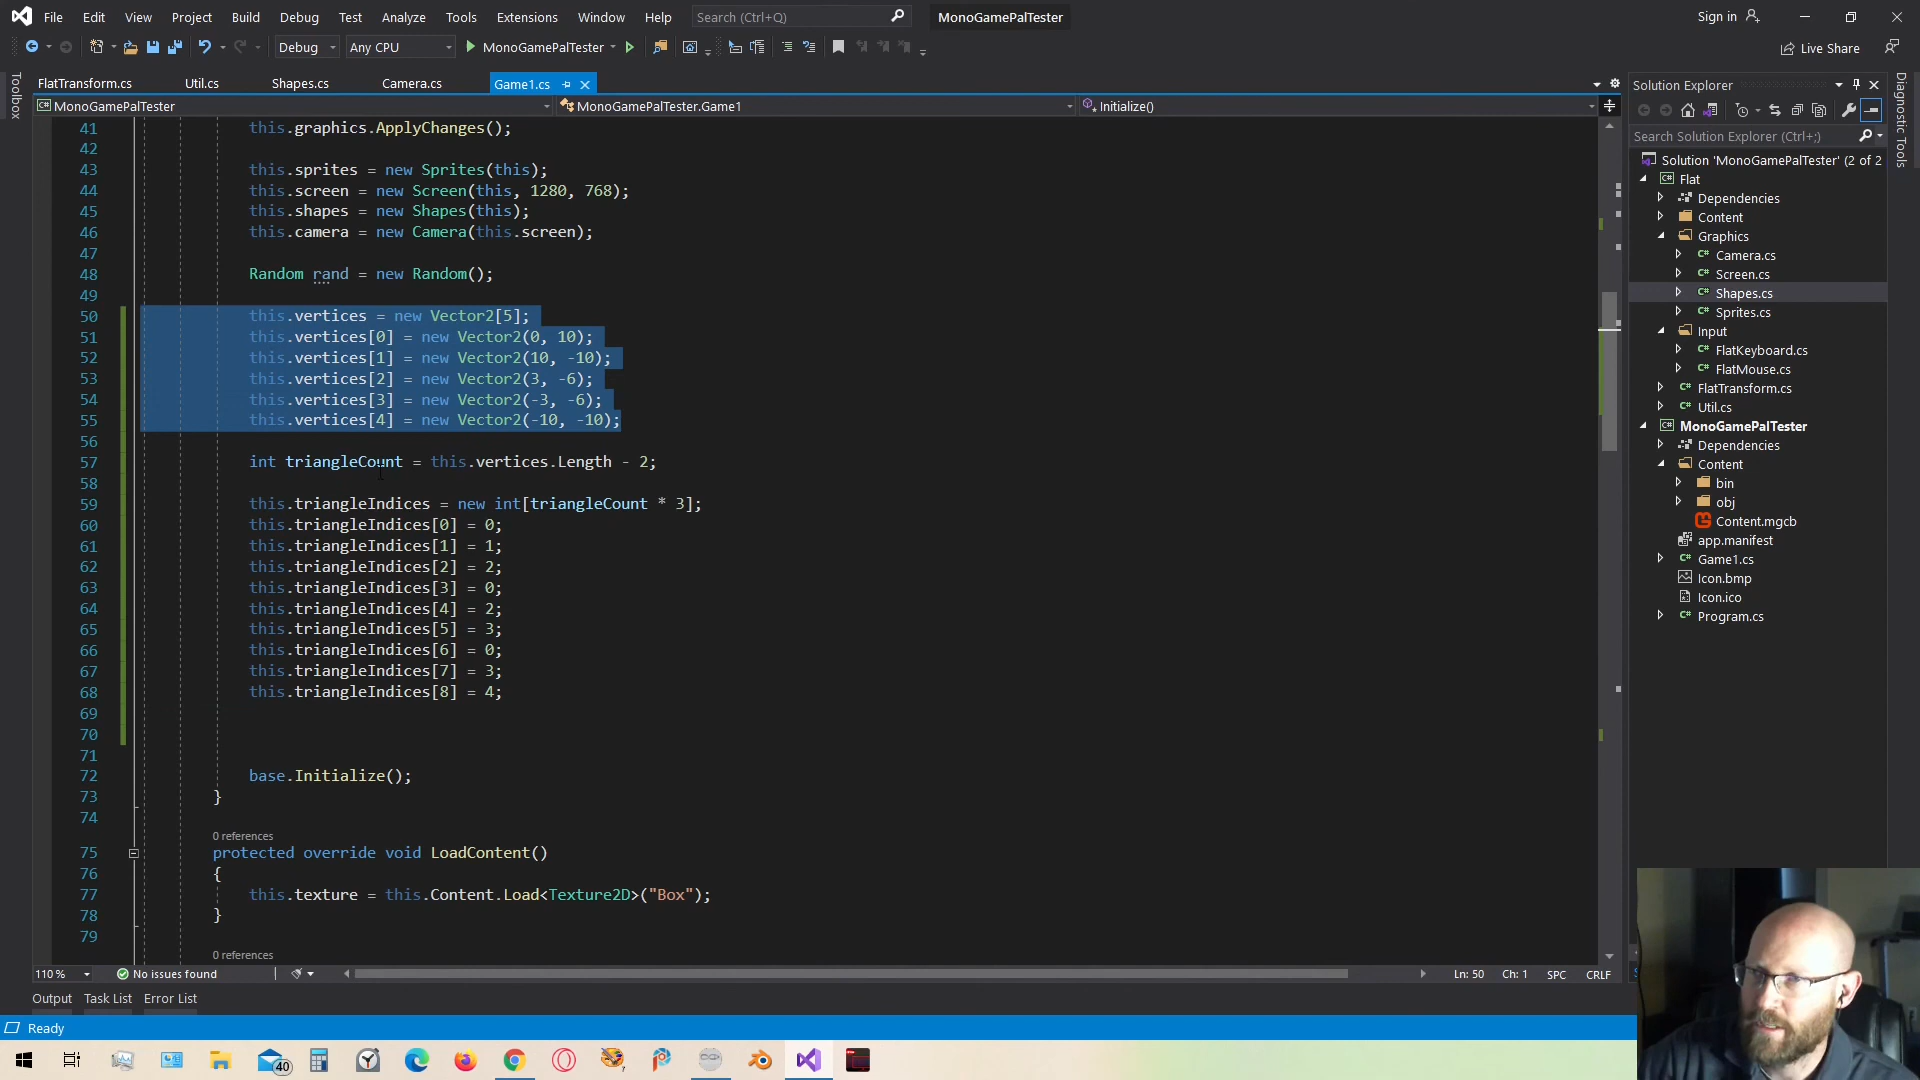 File Edit View Project Build Debug Test Analyze Tools Extensions Window Help Search (Ctrl+Q) MonoGamePalTester Sign in
Debug Any CPU MonoGamePalTester Live Share
Toolbox
FlatTransform.cs Util.cs Shapes.cs Camera.cs Game1.cs
MonoGamePalTester MonoGamePalTester.Game1 Initialize()
41 this.graphics.ApplyChanges();
42
43 this.sprites = new Sprites(this);
44 this.screen = new Screen(this, 1280, 768);
45 this.shapes = new Shapes(this);
46 this.camera = new Camera(this.screen);
47
48 Random rand = new Random();
49
50 this.vertices = new Vector2[5];
51 this.vertices[0] = new Vector2(0, 10);
52 this.vertices[1] = new Vector2(10, -10);
53 this.vertices[2] = new Vector2(3, -6);
54 this.vertices[3] = new Vector2(-3, -6);
55 this.vertices[4] = new Vector2(-10, -10);
56
57 int triangleCount = this.vertices.Length - 2;
58
59 this.triangleIndices = new int[triangleCount * 3];
60 this.triangleIndices[0] = 0;
61 this.triangleIndices[1] = 1;
62 this.triangleIndices[2] = 2;
63 this.triangleIndices[3] = 0;
64 this.triangleIndices[4] = 2;
65 this.triangleIndices[5] = 3;
66 this.triangleIndices[6] = 0;
67 this.triangleIndices[7] = 3;
68 this.triangleIndices[8] = 4;
69
70
71
72 base.Initialize();
73 }
74
0 references
75 protected override void LoadContent()
76 {
77 this.texture = this.Content.Load<Texture2D>("Box");
78 }
79
0 references
110 % No issues found Ln: 50 Ch: 1 SPC CRLF
Output Task List Error List
Ready
40
Solution Explorer
Search Solution Explorer (Ctrl+;)
Solution 'MonoGamePalTester' (2 of 2
C# Flat
Dependencies
Content
Graphics
C# Camera.cs
C# Screen.cs
C# Shapes.cs
C# Sprites.cs
Input
C# FlatKeyboard.cs
C# FlatMouse.cs
C# FlatTransform.cs
C# Util.cs
C# MonoGamePalTester
Dependencies
Content
bin
obj
Content.mgcb
app.manifest
C# Game1.cs
Icon.bmp
Icon.ico
C# Program.cs
Diagnostic Tools